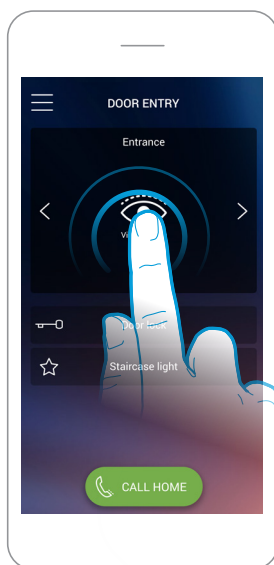 DOOR ENTRY
Entrance
Door lock
Staircase light
CALL HOME